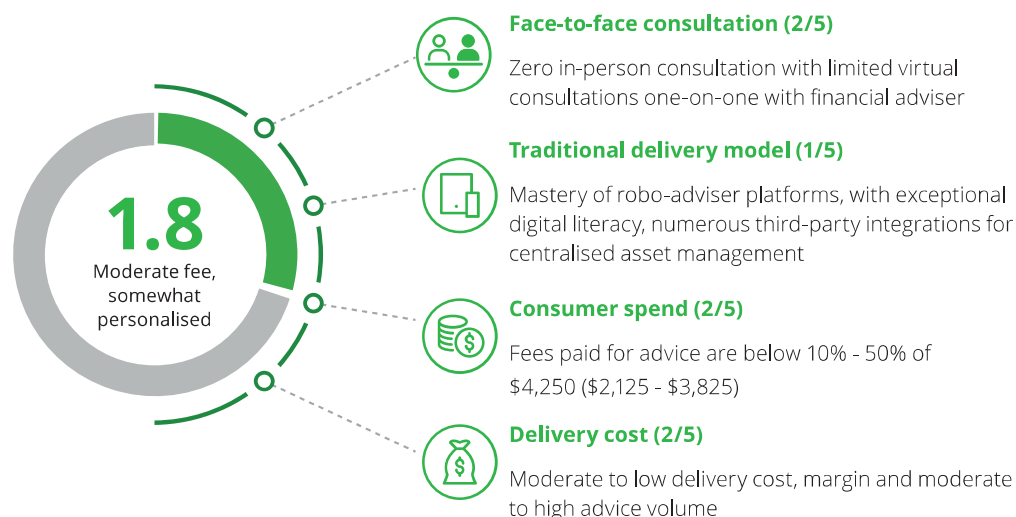 1.8
Moderate fee,
somewhat
personalised
Face-to-face consultation (2/5)
Zero in-person consultation with limited virtual
consultations one-on-one with financial adviser
Traditional delivery model (1/5)
Mastery of robo-adviser platforms, with exceptional
digital literacy, numerous third-party integrations for
centralised asset management
Consumer spend (2/5)
Fees paid for advice are below 10% - 50% of
$4,250 ($2,125 - $3,825)
Delivery cost (2/5)
Moderate to low delivery cost, margin and moderate
to high advice volume
$
$